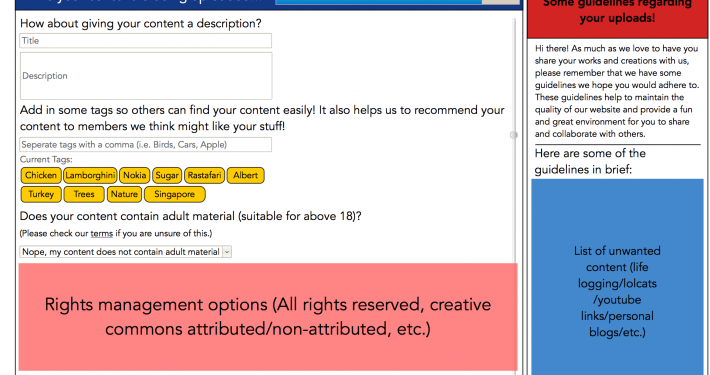 How about giving your content a description?
Title
Description
Add in some tags so others can find your content easily! It also helps us to recommend your
content to members we think might like your stuff!
Seperate tags with a comma (i.e. Birds, Cars, Apple)
Current Tags:
Chicken Lamborghini Nokia Sugar Rastafari Albert
Turkey Trees Nature Singapore
Does your content contain adult material (suitable for above 18)?
(Please check our terms if you are unsure of this.)
Nope, my content does not contain adult material
Rights management options (All rights reserved, creative
commons attributed/non-attributed, etc.)
Some guidelines regarding
your uploads!
Hi there! As much as we love to have you
share your works and creations with us,
please remember that we have some
guidelines we hope you would adhere to.
These guidelines help to maintain the
quality of our website and provide a fun
and great environment for you to share
and collaborate with others.
Here are some of the
guidelines in brief:
List of unwanted
content (life
logging/lolcats
/youtube
links/personal
blogs/etc.)